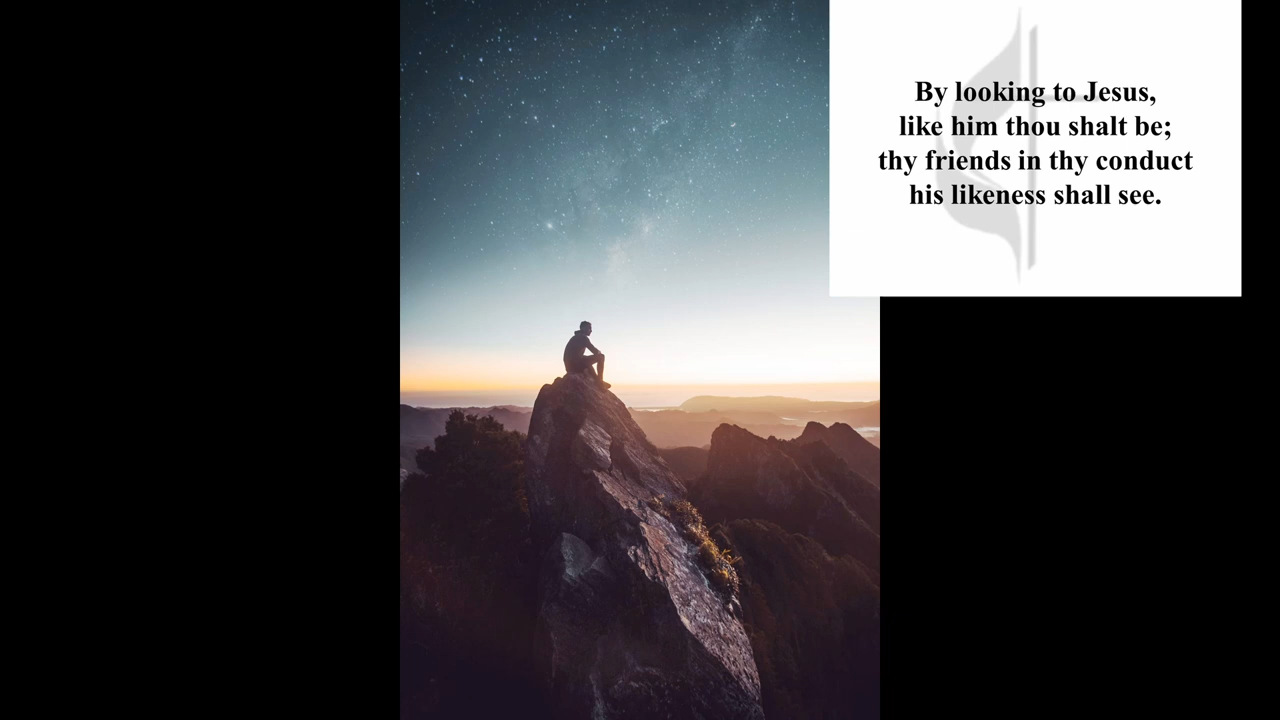 By looking to Jesus,
like him thou shalt be;
thy friends in thy conduct
his likeness shall see.